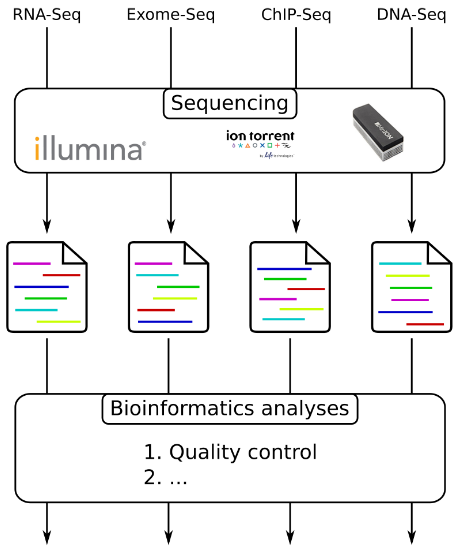 RNA-Seq Exome-Seq ChIP-Seq DNA-Seq
Sequencing
illumina®
ion torrent
by life technologies
Bioinformatics analyses
1. Quality control
2. ...